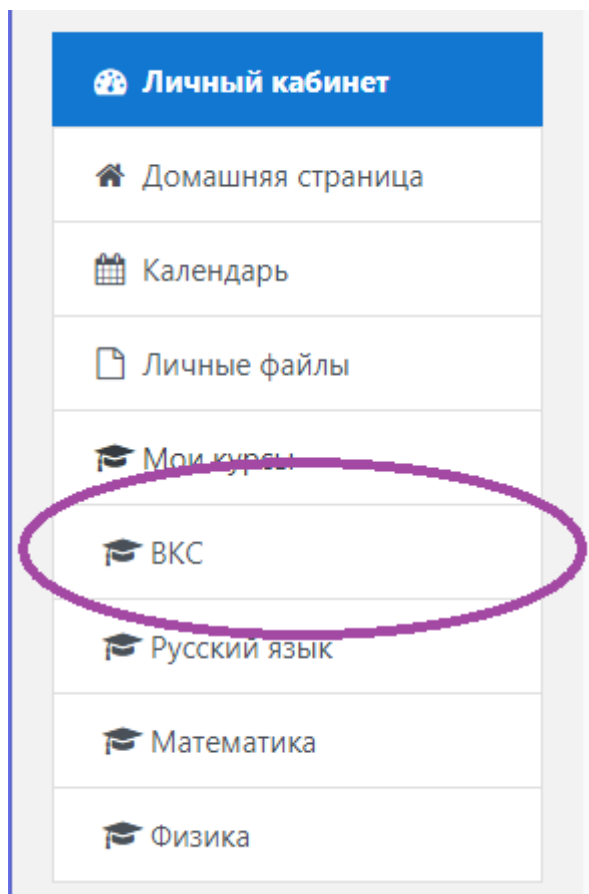 Личный кабинет
Домашняя страница
Календарь
Личные файлы
Мои курсы
ВКС
Русский язык
Математика
Физика